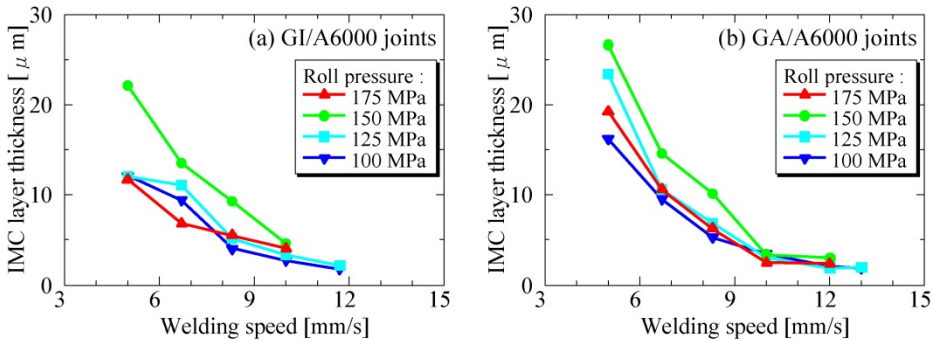 (a) GI/A6000 joints
Roll pressure :
175 MPa
150 MPa
125 MPa
100 MPa
IMC layer thickness [ μ m]
30
20
10
0
3
6
9
12
15
Welding speed [mm/s]
(b) GA/A6000 joints
Roll pressure :
175 MPa
150 MPa
125 MPa
100 MPa
IMC layer thickness [ μ m]
30
20
10
0
3
6
9
12
15
Welding speed [mm/s]